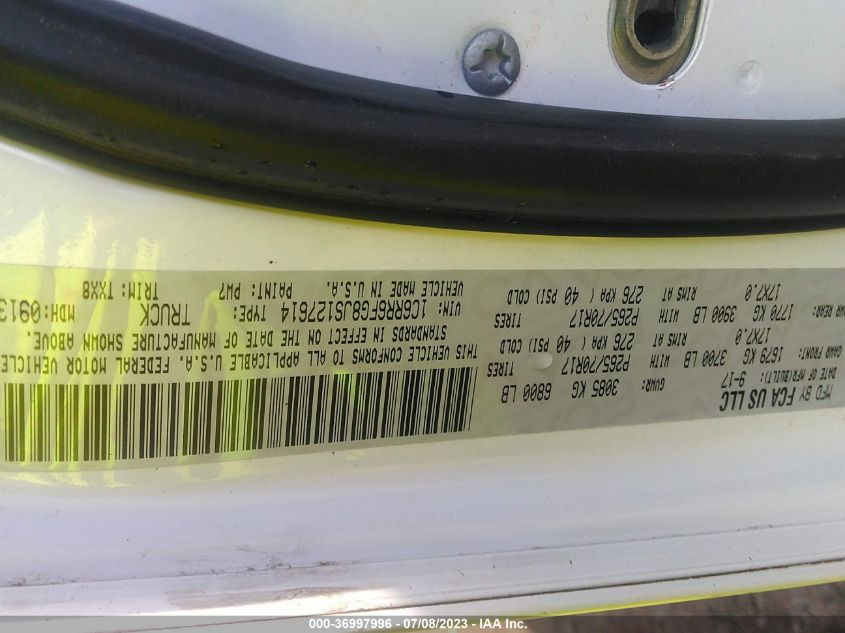 MFD BY FCA US LLC
DATE OF MFR(BUILT): 9-17 GVWR: 3085 KG 6800 LB
GAWR FRONT: 1679 KG 3700 LB WITH P265/70R17 TIRES
17X7.0 RIMS AT 276 KPA ( 40 PSI) COLD
REAR: 1770 KG 3900 LB WITH P265/70R17 TIRES
17X7.0 RIMS AT 276 KPA ( 40 PSI) COLD
THIS VEHICLE CONFORMS TO ALL APPLICABLE U.S.A. FEDERAL MOTOR VEHICLE
STANDARDS IN EFFECT ON THE DATE OF MANUFACTURE SHOWN ABOVE.
VIN: 1C6RR6FG8JS127614 TYPE: TRUCK MDH:0913
VEHICLE MADE IN U.S.A. PAINT: PW7 TRIM: TXX8
000-36997996 - 07/08/2023 - IAA Inc.